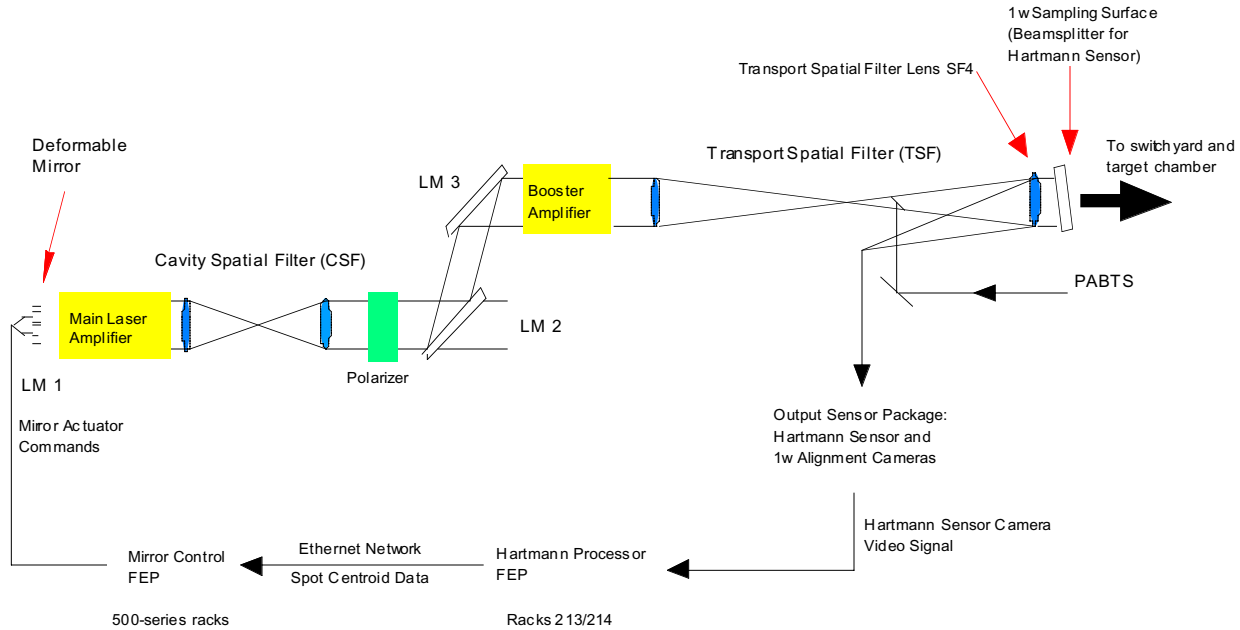 1w Sampling Surface
(Beamsplitter for
Hartmann Sensor)
Transport Spatial Filter Lens SF4
Deformable
Mirror
To switchyard and
target chamber
Transport Spatial Filter (TSF)
LM 3
Booster
Amplifier
Cavity Spatial Filter (CSF)
PABTS
Main Laser
Amplifier
LM 2
Polarizer
LM 1
Mirror Actuator
Commands
Output Sensor Package:
Hartmann Sensor and
1w Alignment Cameras
Hartmann Sensor Camera
Video Signal
Mirror Control
FEP
Ethernet Network
Spot Centroid Data
Hartmann Processor
FEP
500-series racks
Racks 213/214